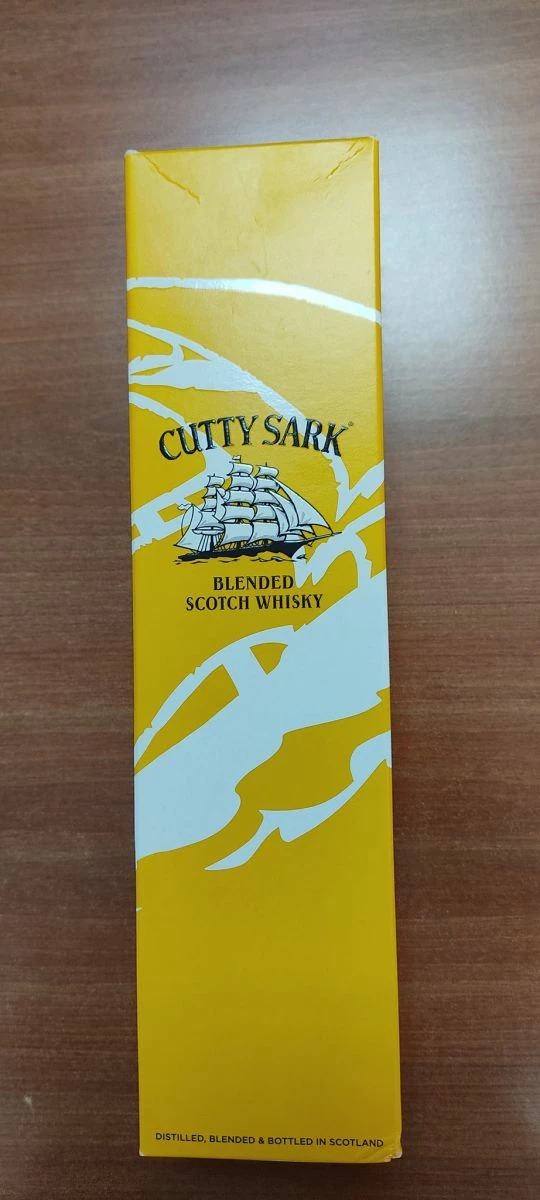 CUTTY SARK®
BLENDED
SCOTCH WHISKY
DISTILLED, BLENDED & BOTTLED IN SCOTLAND